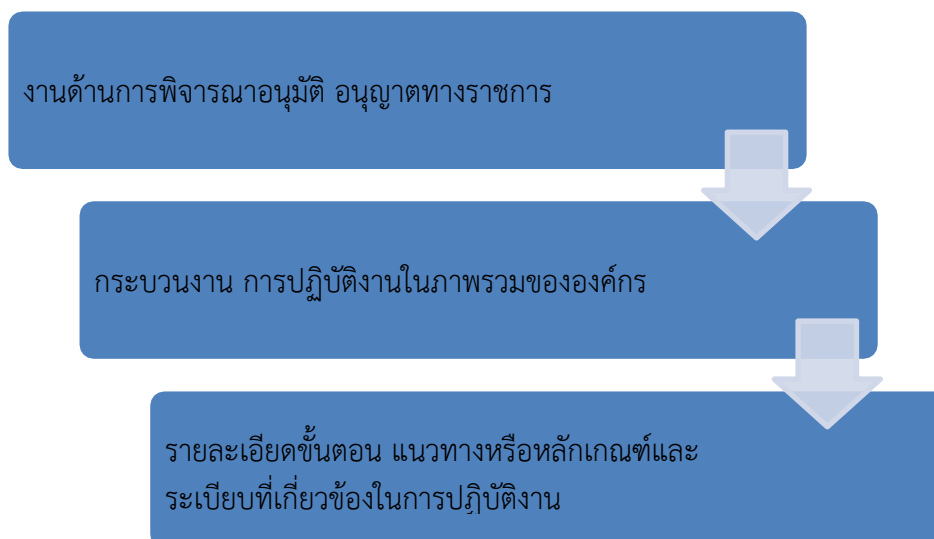 งานด้านการพิจารณาอนุมัติ อนุญาตทางราชการ
กระบวนงาน การปฏิบัติงานในภาพรวมขององค์กร
รายละเอียดขั้นตอน แนวทางหรือหลักเกณฑ์และ
ระเบียบที่เกี่ยวข้องในการปฏิบัติงาน